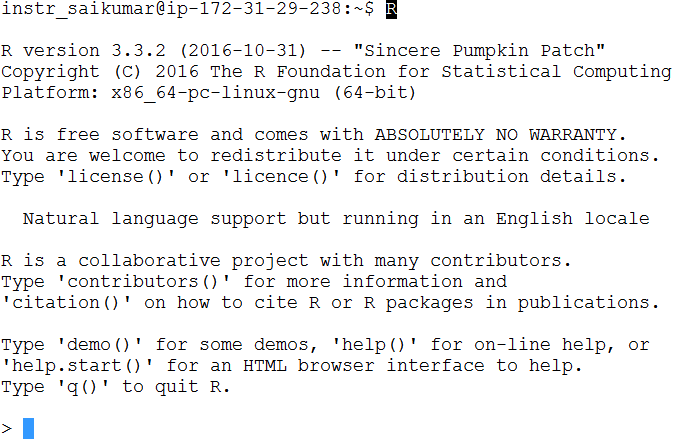 instr_saikumar@ip-172-31-29-238:~$ R
R version 3.3.2 (2016-10-31) -- "Sincere Pumpkin Patch"
Copyright (C) 2016 The R Foundation for Statistical Computing
Platform: x86_64-pc-linux-gnu (64-bit)
R is free software and comes with ABSOLUTELY NO WARRANTY.
You are welcome to redistribute it under certain conditions.
Type 'license()' or 'licence()' for distribution details.
Natural language support but running in an English locale
R is a collaborative project with many contributors.
Type 'contributors()' for more information and
'citation()' on how to cite R or R packages in publications.
Type 'demo()' for some demos, 'help()' for on-line help, or
'help.start()' for an HTML browser interface to help.
Type 'q()' to quit R.
>